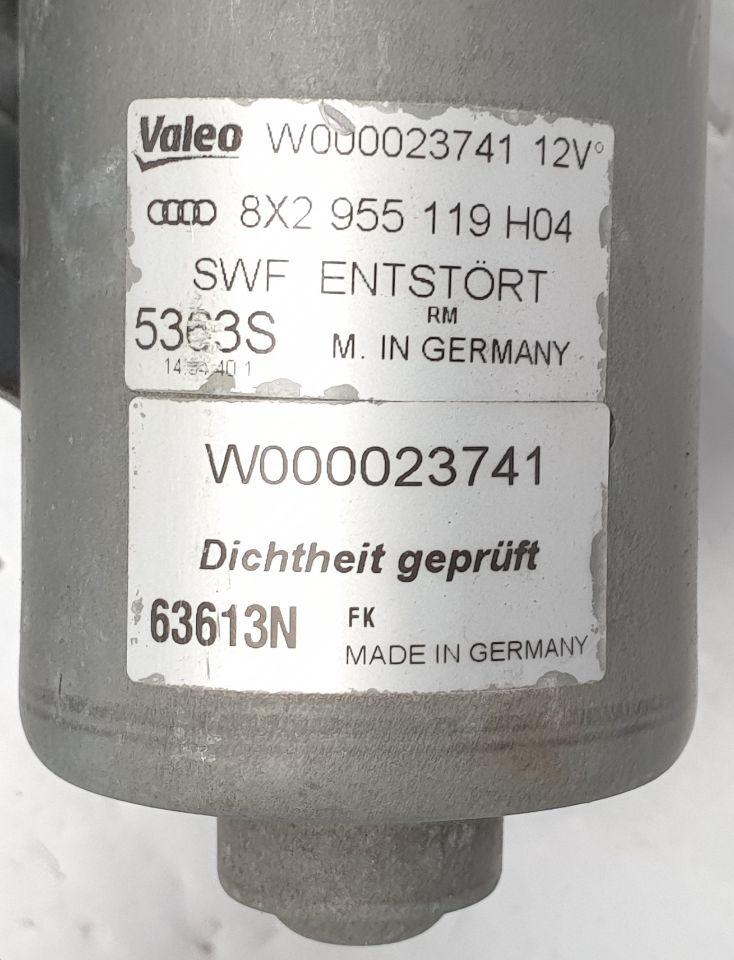 Valeo W000023741 12V
8X2 955 119 H04
SWF ENTSTÖRT
RM
5363S M. IN GERMANY
W000023741
Dichtheit geprüft
63613N FK
MADE IN GERMANY